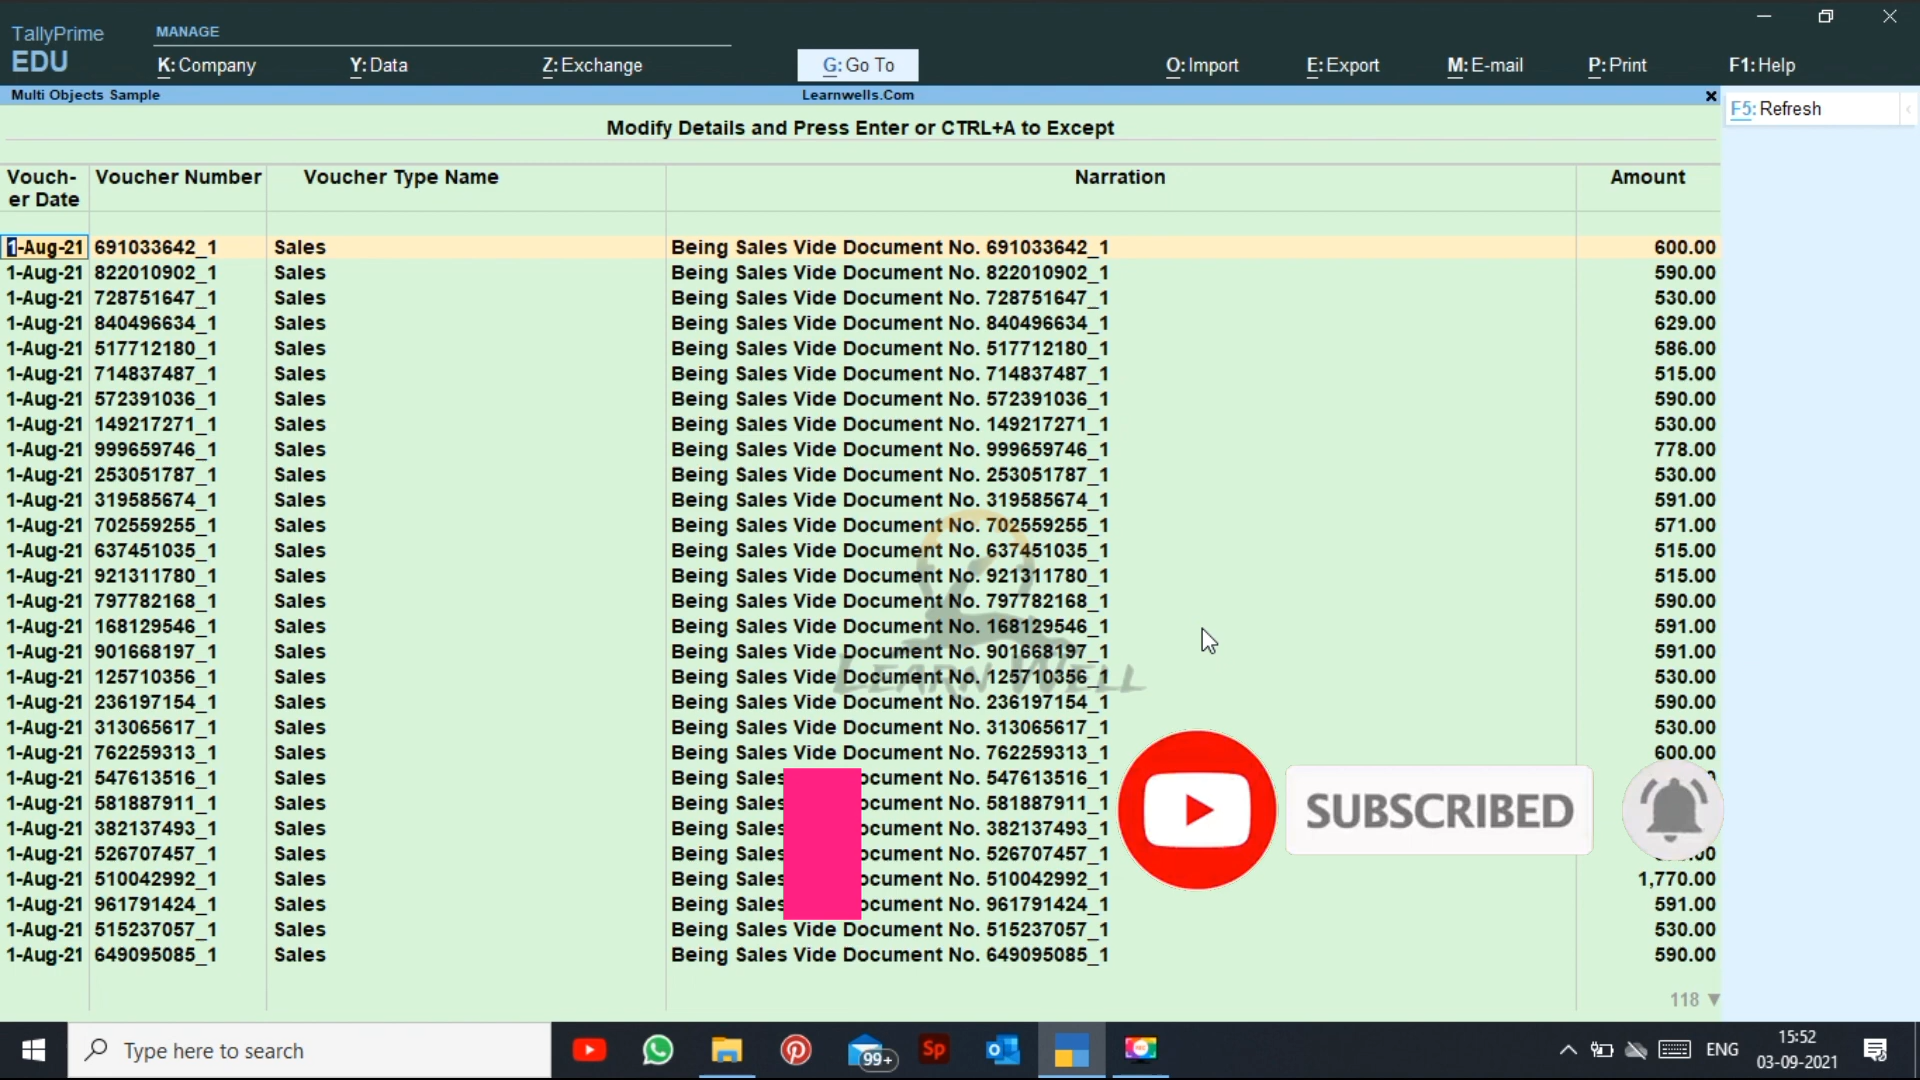 TallyPrime
EDU
MANAGE
K: Company Y: Data Z: Exchange G: Go To O: Import E: Export M: E-mail P: Print F1: Help
Multi Objects Sample Learnwells.Com
F5: Refresh
Modify Details and Press Enter or CTRL+A to Except
Vouch-
er Date Voucher Number Voucher Type Name Narration Amount
1-Aug-21 691033642_1 Sales Being Sales Vide Document No. 691033642_1 600.00
1-Aug-21 822010902_1 Sales Being Sales Vide Document No. 822010902_1 590.00
1-Aug-21 728751647_1 Sales Being Sales Vide Document No. 728751647_1 530.00
1-Aug-21 840496634_1 Sales Being Sales Vide Document No. 840496634_1 629.00
1-Aug-21 517712180_1 Sales Being Sales Vide Document No. 517712180_1 586.00
1-Aug-21 714837487_1 Sales Being Sales Vide Document No. 714837487_1 515.00
1-Aug-21 572391036_1 Sales Being Sales Vide Document No. 572391036_1 590.00
1-Aug-21 149217271_1 Sales Being Sales Vide Document No. 149217271_1 530.00
1-Aug-21 999659746_1 Sales Being Sales Vide Document No. 999659746_1 778.00
1-Aug-21 253051787_1 Sales Being Sales Vide Document No. 253051787_1 530.00
1-Aug-21 319585674_1 Sales Being Sales Vide Document No. 319585674_1 591.00
1-Aug-21 702559255_1 Sales Being Sales Vide Document No. 702559255_1 571.00
1-Aug-21 637451035_1 Sales Being Sales Vide Document No. 637451035_1 515.00
1-Aug-21 921311780_1 Sales Being Sales Vide Document No. 921311780_1 515.00
1-Aug-21 797782168_1 Sales Being Sales Vide Document No. 797782168_1 590.00
1-Aug-21 168129546_1 Sales Being Sales Vide Document No. 168129546_1 591.00
1-Aug-21 901668197_1 Sales Being Sales Vide Document No. 901668197_1 591.00
1-Aug-21 125710356_1 Sales Being Sales Vide Document No. 125710356_1 530.00
LEARN WELL
1-Aug-21 236197154_1 Sales Being Sales Vide Document No. 236197154_1 590.00
1-Aug-21 313065617_1 Sales Being Sales Vide Document No. 313065617_1 530.00
1-Aug-21 762259313_1 Sales Being Sales Vide Document No. 762259313_1 600.00
1-Aug-21 547613516_1 Sales Being Sales No. 547613516_1
1-Aug-21 581887911_1 Sales Being Sales No. 581887911_1
SUBSCRIBED
1-Aug-21 382137493_1 Sales Being Sales No. 382137493_1
1-Aug-21 526707457_1 Sales Being Sales No. 526707457_1
1-Aug-21 510042992_1 Sales Being Sales No. 510042992_1 1,770.00
1-Aug-21 961791424_1 Sales Being Sales No. 961791424_1 591.00
1-Aug-21 515237057_1 Sales Being Sales Vide Document No. 515237057_1 530.00
1-Aug-21 649095085_1 Sales Being Sales Vide Document No. 649095085_1 590.00
118
Type here to search 99+ Sp ENG 15:52
03-09-2021